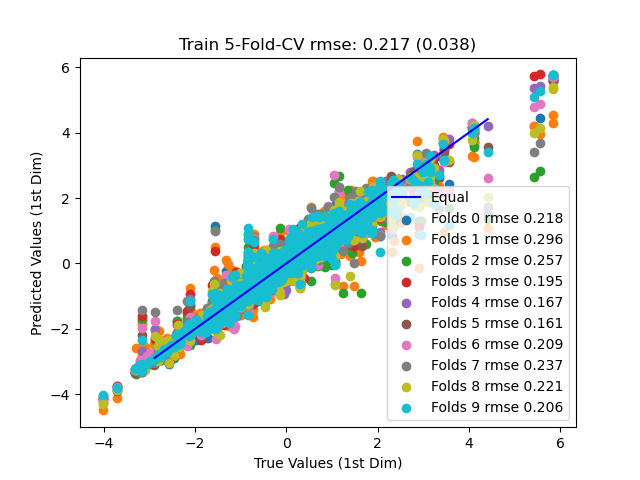 Train 5-Fold-CV rmse: 0.217 (0.038)
Predicted Values (1st Dim)
6
4
2
0
−2
−4
−4
−2
0
2
4
6
True Values (1st Dim)
Equal
Folds 0 rmse 0.218
Folds 1 rmse 0.296
Folds 2 rmse 0.257
Folds 3 rmse 0.195
Folds 4 rmse 0.167
Folds 5 rmse 0.161
Folds 6 rmse 0.209
Folds 7 rmse 0.237
Folds 8 rmse 0.221
Folds 9 rmse 0.206